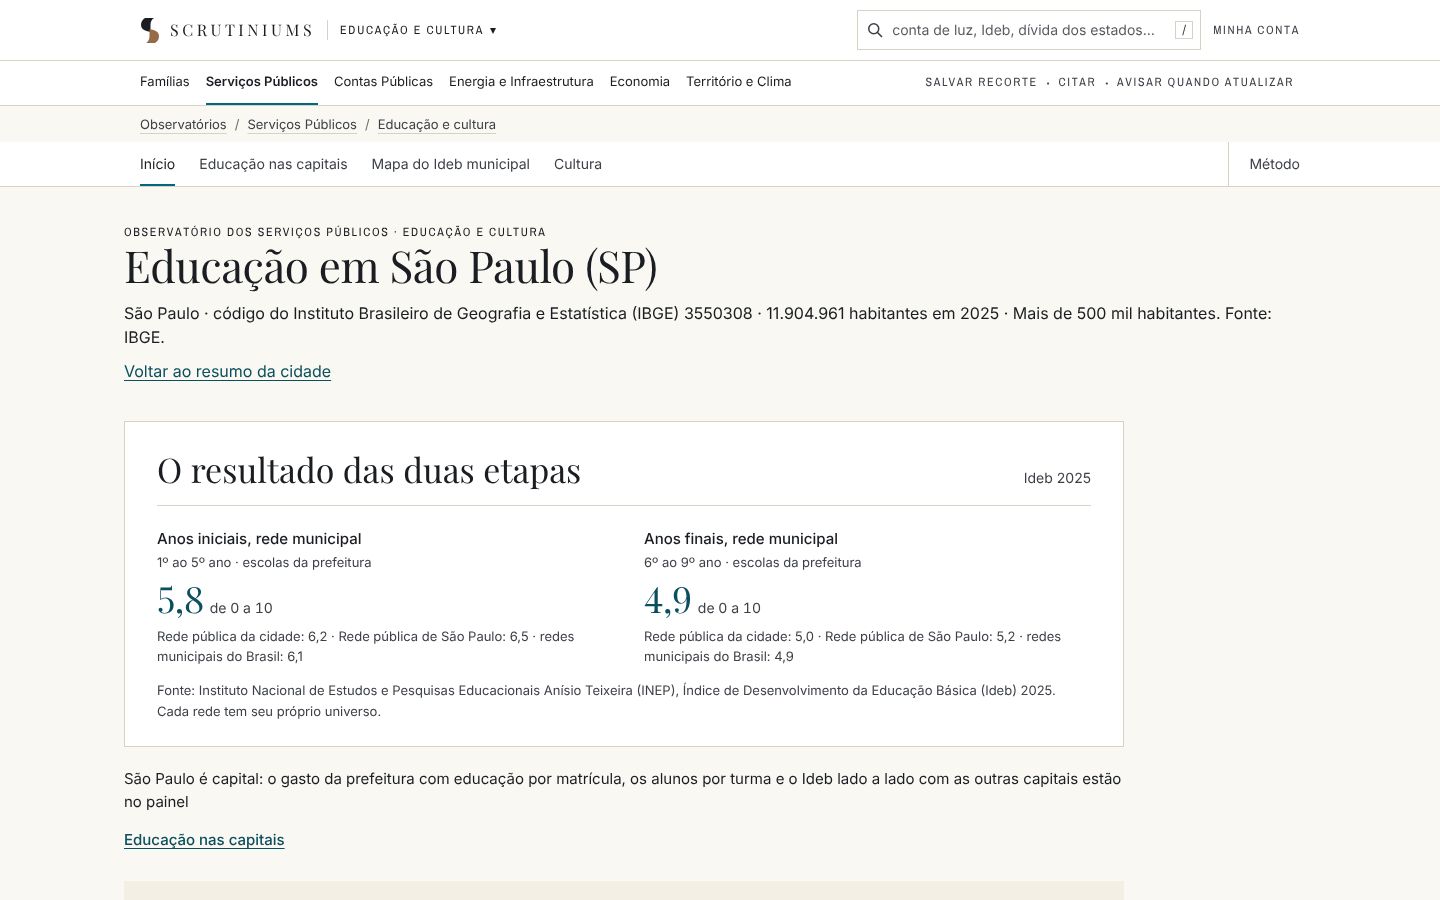 SCRUTINIUMS
EDUCAÇÃO E CULTURA ▾
conta de luz, Ideb, dívida dos estados...
/
MINHA CONTA
Famílias
Serviços Públicos
Contas Públicas
Energia e Infraestrutura
Economia
Território e Clima
SALVAR RECORTE • CITAR • AVISAR QUANDO ATUALIZAR
Observatórios / Serviços Públicos / Educação e cultura
Início
Educação nas capitais
Mapa do Ideb municipal
Cultura
Método
OBSERVATÓRIO DOS SERVIÇOS PÚBLICOS · EDUCAÇÃO E CULTURA
Educação em São Paulo (SP)
São Paulo · código do Instituto Brasileiro de Geografia e Estatística (IBGE) 3550308 · 11.904.961 habitantes em 2025 · Mais de 500 mil habitantes. Fonte:
IBGE.
Voltar ao resumo da cidade
O resultado das duas etapas
Ideb 2025
Anos iniciais, rede municipal
1º ao 5º ano · escolas da prefeitura
5,8 de 0 a 10
Rede pública da cidade: 6,2 · Rede pública de São Paulo: 6,5 · redes
municipais do Brasil: 6,1
Anos finais, rede municipal
6º ao 9º ano · escolas da prefeitura
4,9 de 0 a 10
Rede pública da cidade: 5,0 · Rede pública de São Paulo: 5,2 · redes
municipais do Brasil: 4,9
Fonte: Instituto Nacional de Estudos e Pesquisas Educacionais Anísio Teixeira (INEP), Índice de Desenvolvimento da Educação Básica (Ideb) 2025.
Cada rede tem seu próprio universo.
São Paulo é capital: o gasto da prefeitura com educação por matrícula, os alunos por turma e o Ideb lado a lado com as outras capitais estão
no painel
Educação nas capitais